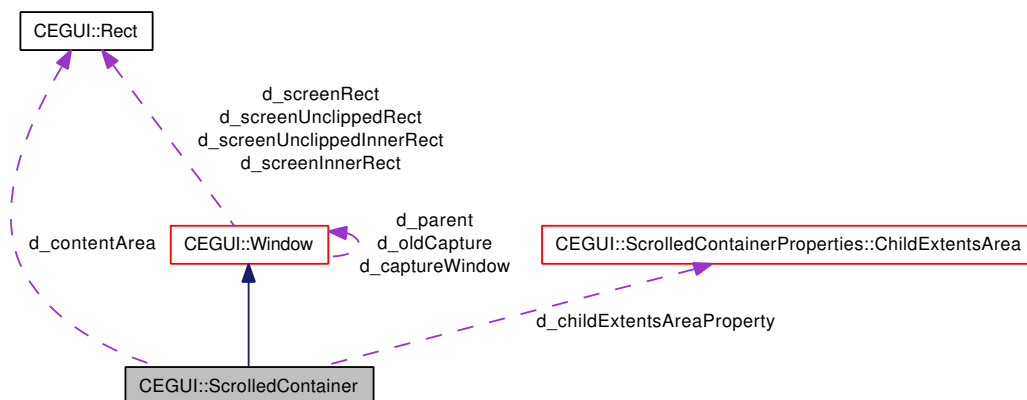 CEGUI::Rect
d_screenRect
d_screenUnclippedRect
d_screenUnclippedInnerRect
d_screenInnerRect
d_contentArea
CEGUI::Window
d_parent
d_oldCapture
d_captureWindow
CEGUI::ScrolledContainerProperties::ChildExtentsArea
d_childExtentsAreaProperty
CEGUI::ScrolledContainer